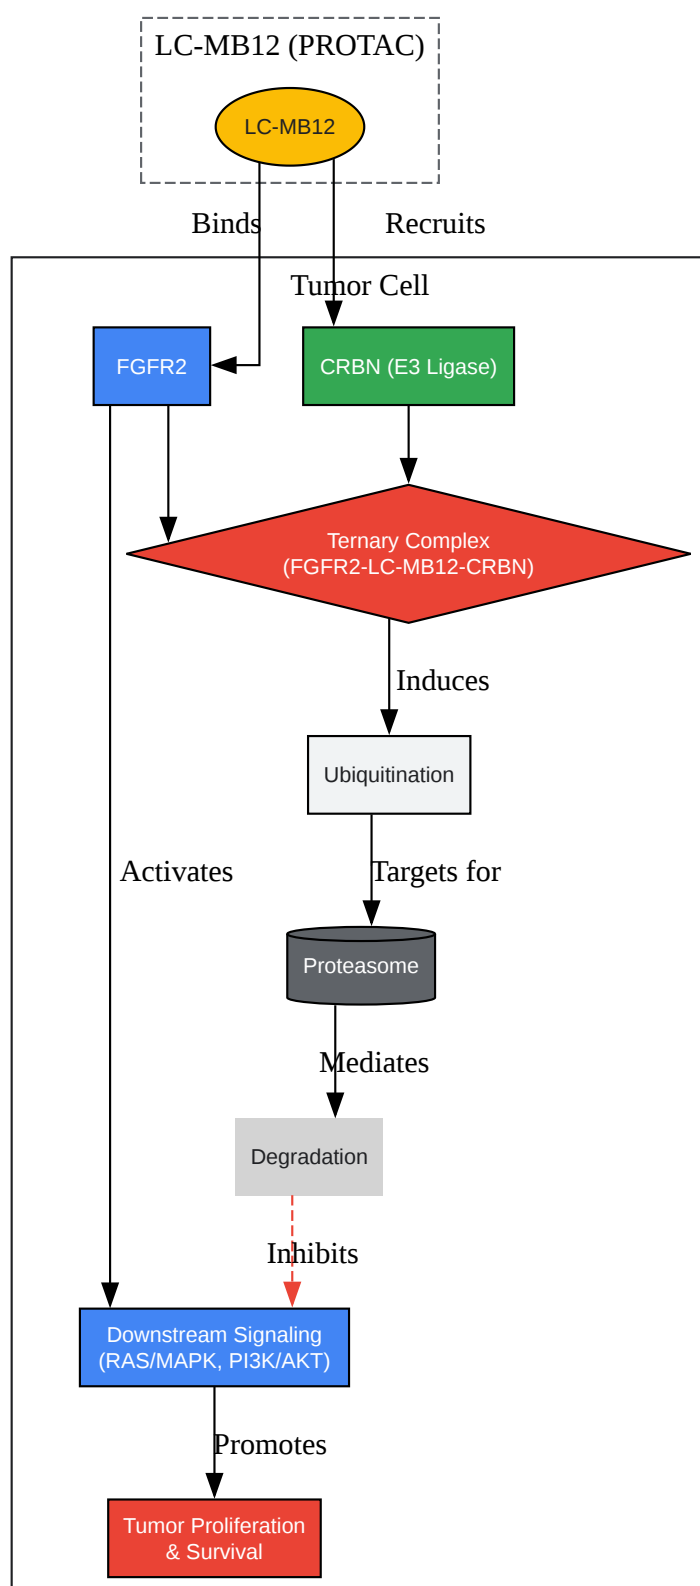 LC-MB12 (PROTAC)
LC-MB12
Binds
Recruits
Tumor Cell
FGFR2
CRBN (E3 Ligase)
Ternary Complex
(FGFR2-LC-MB12-CRBN)
Induces
Ubiquitination
Activates
Targets for
Proteasome
Mediates
Degradation
Inhibits
Downstream Signaling
(RAS/MAPK, PI3K/AKT)
Promotes
Tumor Proliferation
& Survival